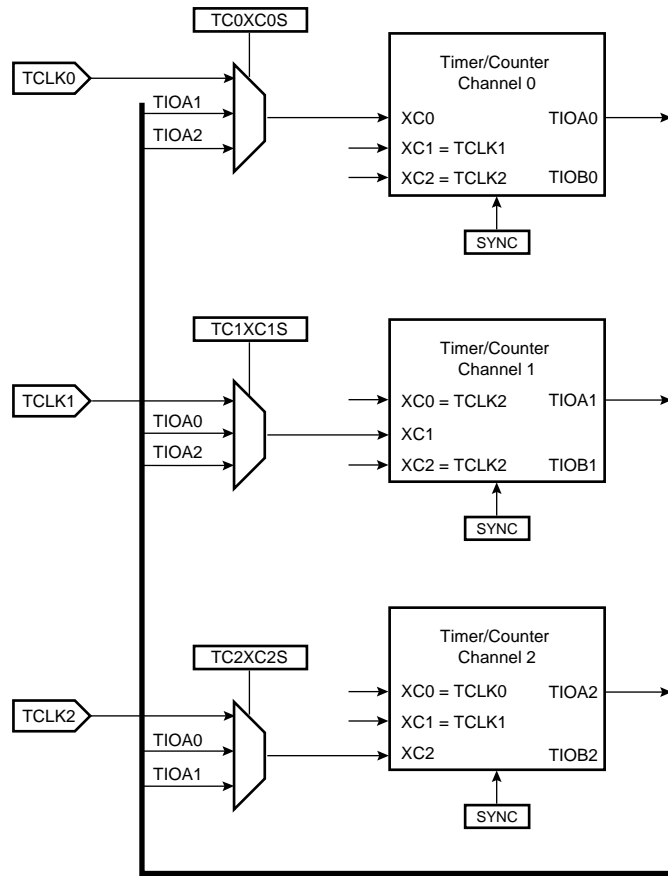 TC0XC0S
TCLK0
TIOA1
TIOA2
Timer/Counter
Channel 0
XC0
TIOA0
XC1 = TCLK1
XC2 = TCLK2
TIOB0
SYNC
TC1XC1S
TCLK1
TIOA0
TIOA2
Timer/Counter
Channel 1
XC0 = TCLK2
TIOA1
XC1
XC2 = TCLK2
TIOB1
SYNC
TC2XC2S
TCLK2
TIOA0
TIOA1
Timer/Counter
Channel 2
XC0 = TCLK0
TIOA2
XC1 = TCLK1
XC2
TIOB2
SYNC